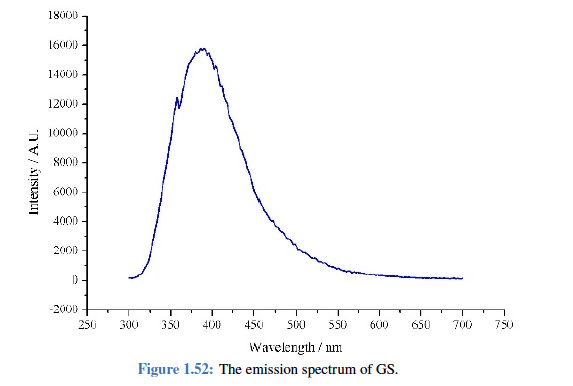 18000
16000
14000
12000
10000
8000
6000
4000
2000
0
-2000
250 300 350 400 450 500 550 600 650 700 750
Intensity / A.U.
Wavelength / nm
Figure 1.52: The emission spectrum of GS.